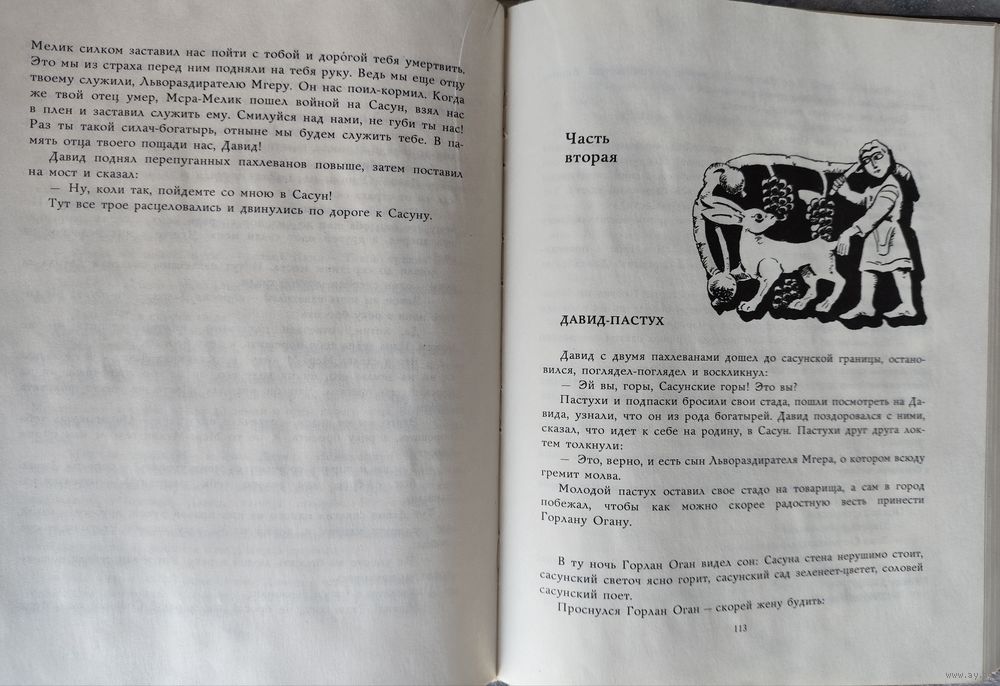 Мелик силком заставил нас пойти с тобой и доро́гой тебя умертвить.
Это мы из страха перед ним подняли на тебя руку. Ведь мы еще отцу
твоему служили, Львораздирателю Мгеру. Он нас поил-кормил. Когда
же твой отец умер, Мсра-Мелик пошел войной на Сасун, взял нас
в плен и заставил служить ему. Смилуйся над нами, не губи ты нас!
Раз ты такой силач-богатырь, отныне мы будем служить тебе. В па-
мять отца твоего пощади нас, Давид!
Давид поднял перепуганных пахлеванов повыше, затем поставил
на мост и сказал:
— Ну, коли так, пойдемте со мною в Сасун!
Тут все трое расцеловались и двинулись по дороге к Сасуну.
Часть
вторая
ДАВИД-ПАСТУХ
Давид с двумя пахлеванами дошел до сасунской границы, остано-
вился, поглядел-поглядел и воскликнул:
— Эй вы, горы, Сасунские горы! Это вы?
Пастухи и подпаски бросили свои стада, пошли посмотреть на Да-
вида, узнали, что он из рода богатырей. Давид поздоровался с ними,
сказал, что идет к себе на родину, в Сасун. Пастухи друг друга лок-
тем толкнули:
— Это, верно, и есть сын Львораздирателя Мгера, о котором всюду
гремит молва.
Молодой пастух оставил свое стадо на товарища, а сам в город
побежал, чтобы как можно скорее радостную весть принести
Горлану Огану.
В ту ночь Горлан Оган видел сон: Сасуна стена нерушимо стоит,
сасунский светоч ясно горит, сасунский сад зеленеет-цветет, соловей
сасунский поет.
Проснулся Горлан Оган — скорей жену будить:
113